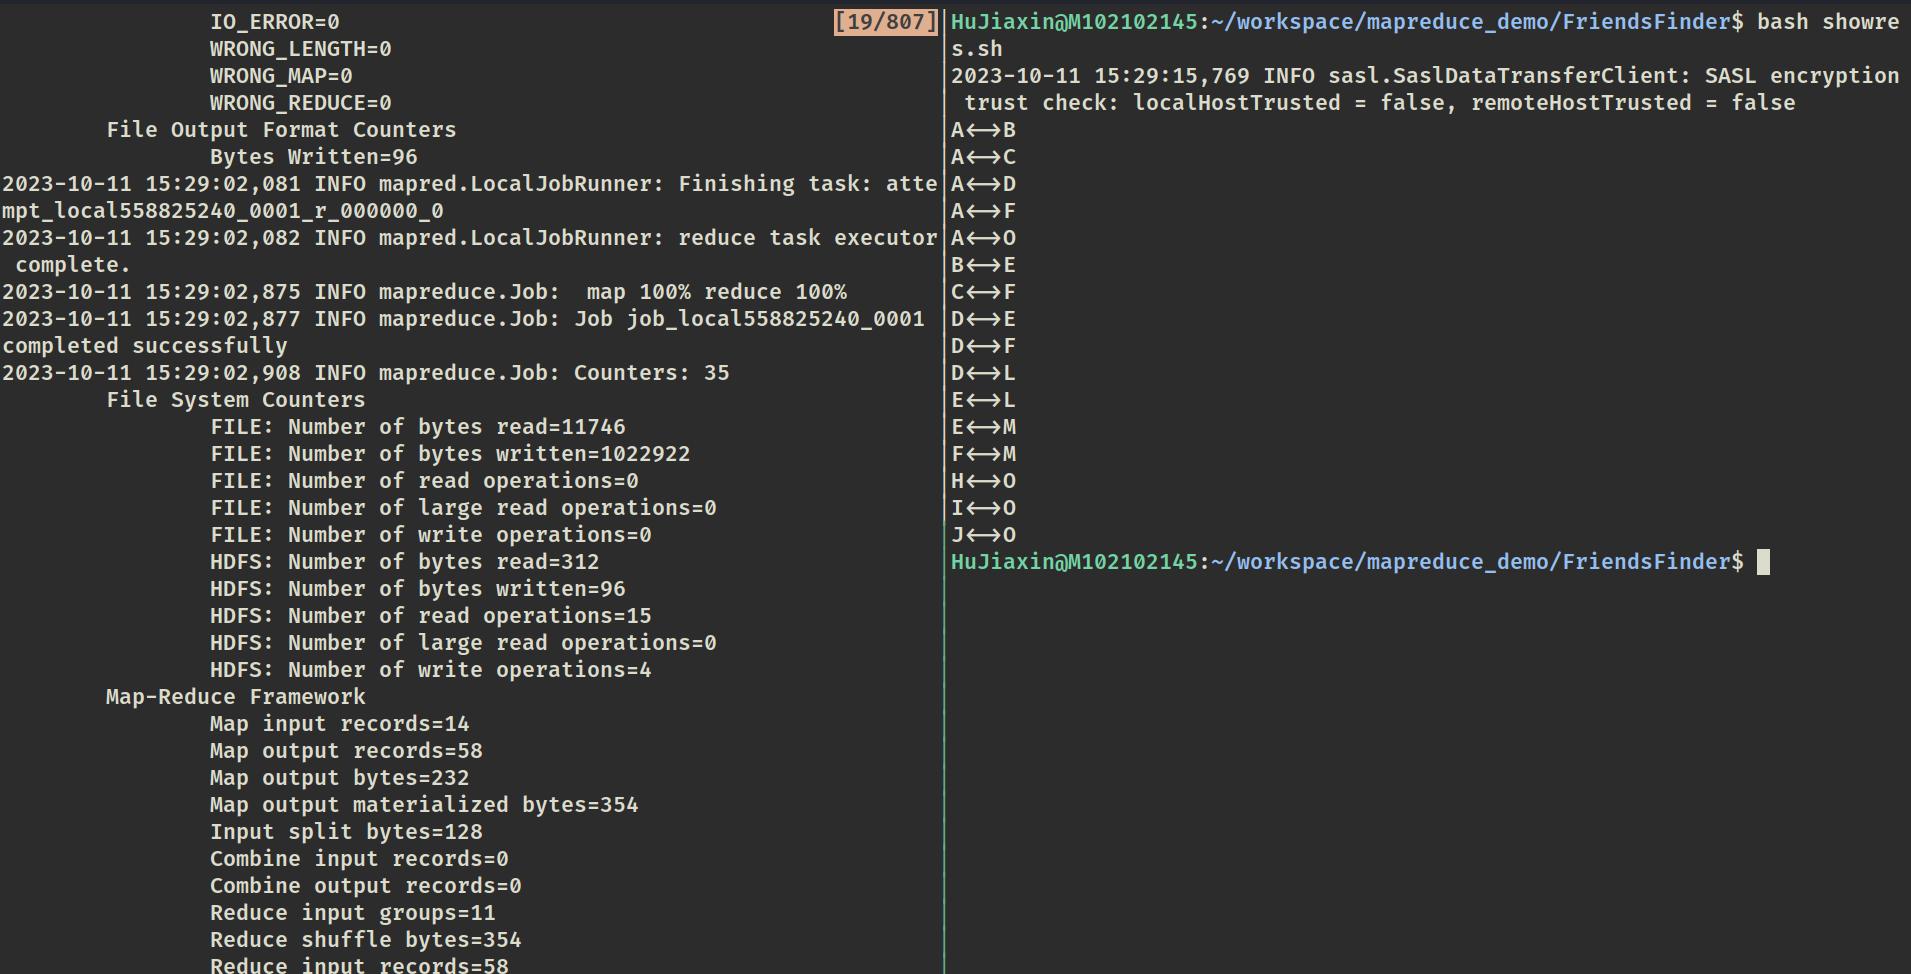 IO_ERROR=0
WRONG_LENGTH=0
WRONG_MAP=0
WRONG_REDUCE=0
File Output Format Counters
Bytes Written=96
2023-10-11 15:29:02,081 INFO mapred.LocalJobRunner: Finishing task: atte
mpt_local558825240_0001_r_000000_0
2023-10-11 15:29:02,082 INFO mapred.LocalJobRunner: reduce task executor
complete.
2023-10-11 15:29:02,875 INFO mapreduce.Job:  map 100% reduce 100%
2023-10-11 15:29:02,877 INFO mapreduce.Job: Job job_local558825240_0001
completed successfully
2023-10-11 15:29:02,908 INFO mapreduce.Job: Counters: 35
File System Counters
FILE: Number of bytes read=11746
FILE: Number of bytes written=1022922
FILE: Number of read operations=0
FILE: Number of large read operations=0
FILE: Number of write operations=0
HDFS: Number of bytes read=312
HDFS: Number of bytes written=96
HDFS: Number of read operations=15
HDFS: Number of large read operations=0
HDFS: Number of write operations=4
Map-Reduce Framework
Map input records=14
Map output records=58
Map output bytes=232
Map output materialized bytes=354
Input split bytes=128
Combine input records=0
Combine output records=0
Reduce input groups=11
Reduce shuffle bytes=354
Reduce input records=58
[19/807]
HuJiaxin@M102102145:~/workspace/mapreduce_demo/FriendsFinder$ bash showre
s.sh
2023-10-11 15:29:15,769 INFO sasl.SaslDataTransferClient: SASL encryption
trust check: localHostTrusted = false, remoteHostTrusted = false
A<->B
A<->C
A<->D
A<->F
A<->O
B<->E
C<->F
D<->E
D<->F
D<->L
E<->L
E<->M
F<->M
H<->O
I<->O
J<->O
HuJiaxin@M102102145:~/workspace/mapreduce_demo/FriendsFinder$